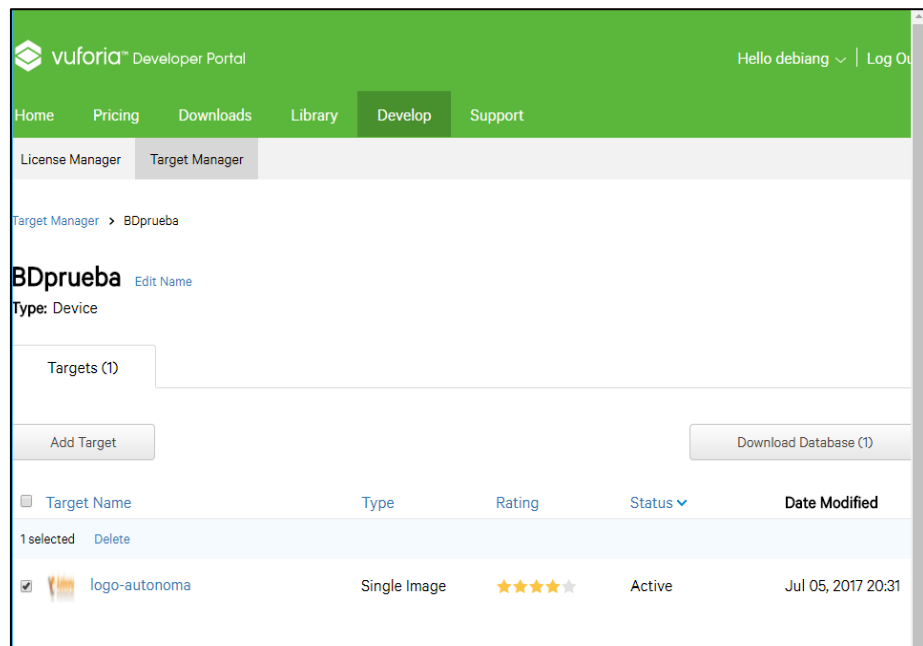 vuforia™ Developer Portal
Hello debiang | Log Ou
Home Pricing Downloads Library Develop Support
License Manager Target Manager
Target Manager > BDprueba
BDprueba Edit Name
Type: Device
Targets (1)
Add Target Download Database (1)
Target Name Type Rating Status Date Modified
1 selected Delete
logo-autonoma Single Image Active Jul 05, 2017 20:31